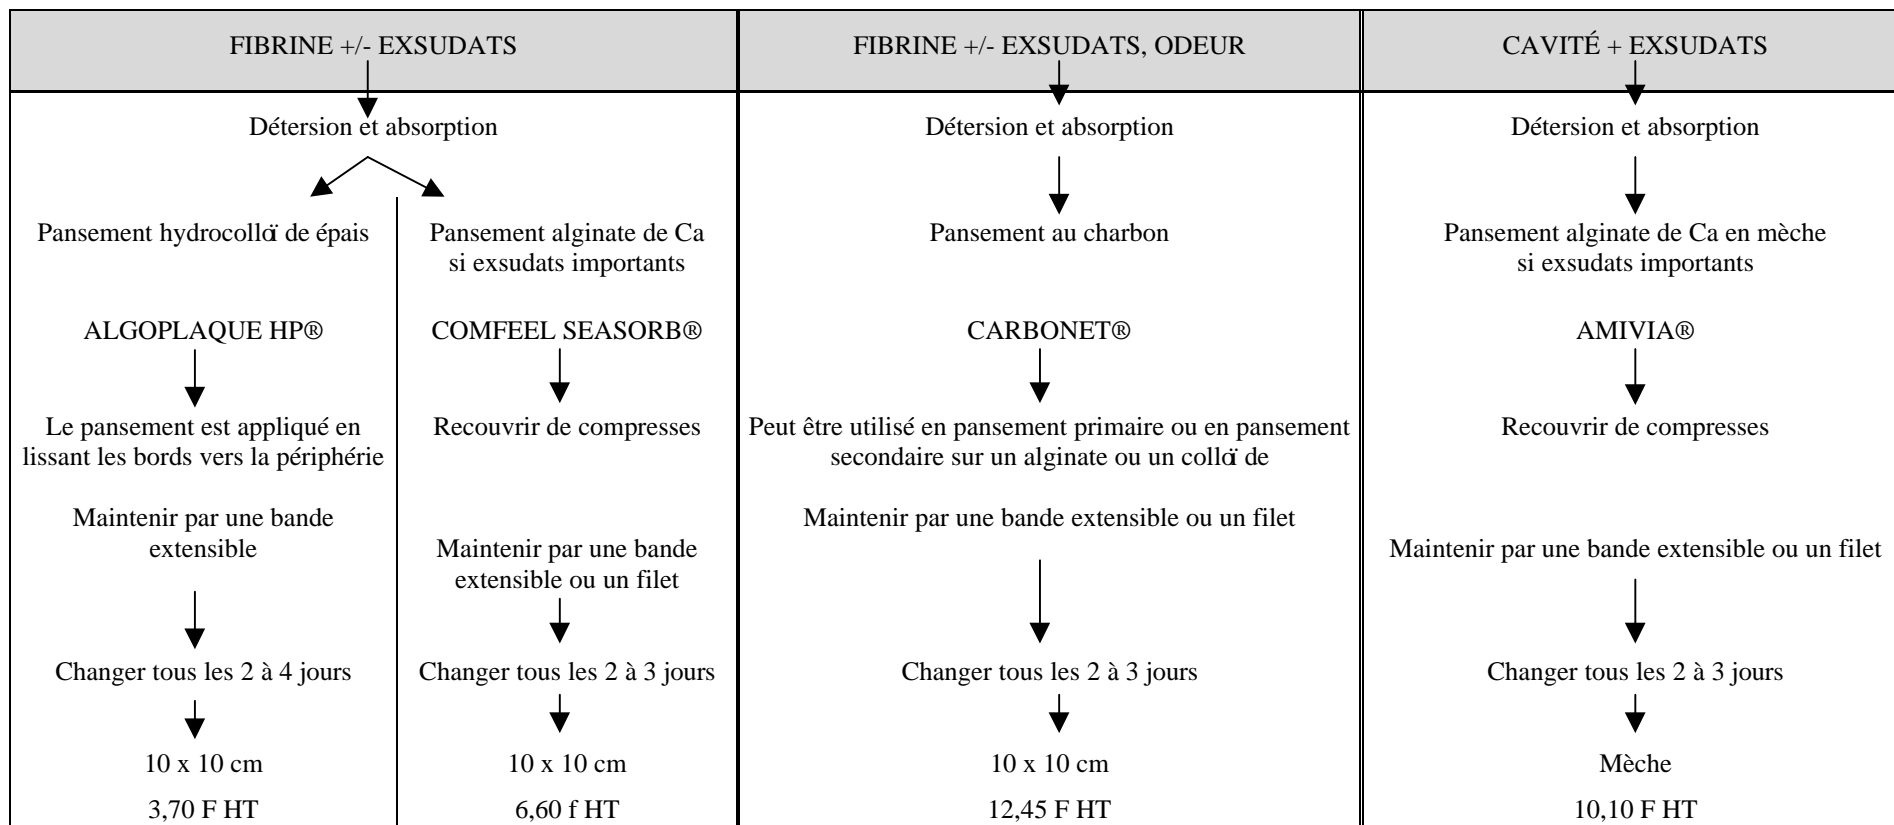 FIBRINE +/- EXSUDATS
FIBRINE +/- EXSUDATS, ODEUR
CAVITÉ + EXSUDATS
Détersion et absorption
Détersion et absorption
Détersion et absorption
Pansement hydrocolloï de épais
Pansement alginate de Ca
si exsudats importants
Pansement au charbon
Pansement alginate de Ca en mèche
si exsudats importants
ALGOPLAQUE HP®
COMFEEL SEASORB®
CARBONET®
AMIVIA®
Le pansement est appliqué en
lissant les bords vers la périphérie
Recouvrir de compresses
Peut être utilisé en pansement primaire ou en pansement
secondaire sur un alginate ou un colloï de
Recouvrir de compresses
Maintenir par une bande
extensible
Maintenir par une bande
extensible ou un filet
Maintenir par une bande extensible ou un filet
Maintenir par une bande extensible ou un filet
Changer tous les 2 à 4 jours
Changer tous les 2 à 3 jours
Changer tous les 2 à 3 jours
Changer tous les 2 à 3 jours
10 x 10 cm
10 x 10 cm
10 x 10 cm
Mèche
3,70 F HT
6,60 f HT
12,45 F HT
10,10 F HT